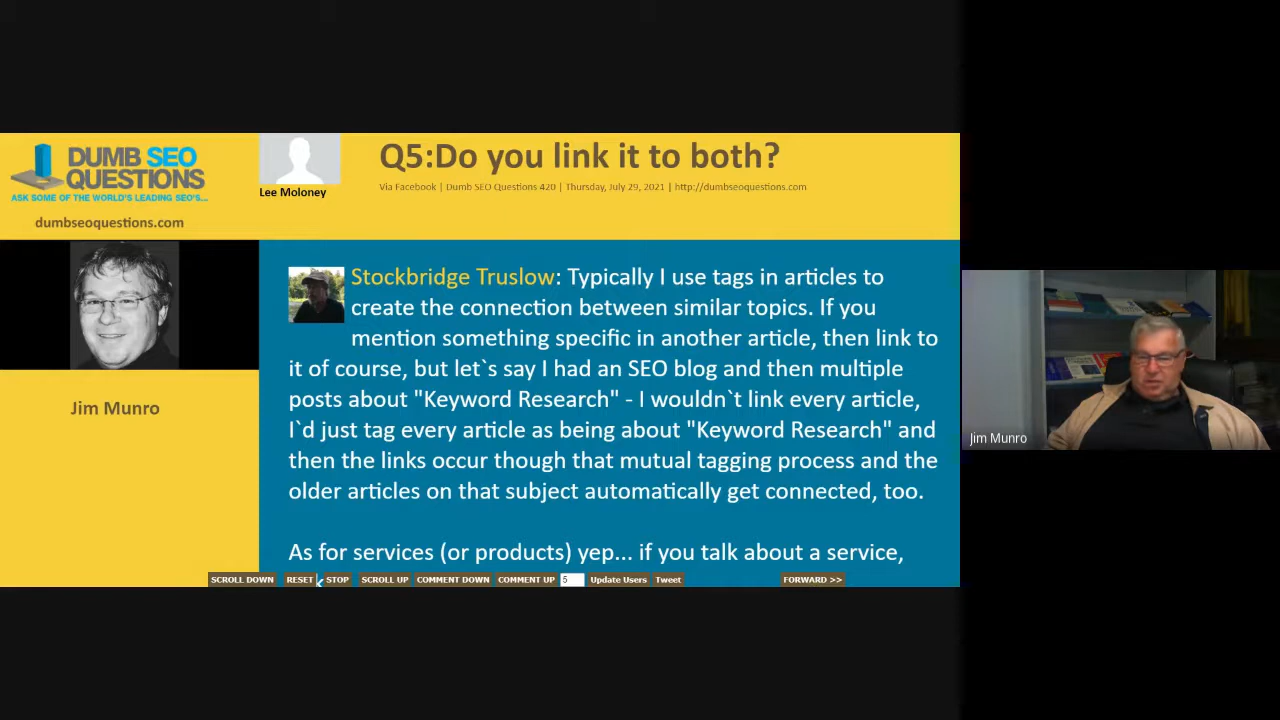 DUMB SEO
QUESTIONS
ASK SOME OF THE WORLD'S LEADING SEO'S...
dumbseoquestions.com
Lee Moloney
Q5:Do you link it to both?
Via Facebook | Dumb SEO Questions 420 | Thursday, July 29, 2021 | http://dumbseoquestions.com
Jim Munro
Stockbridge Truslow: Typically I use tags in articles to
create the connection between similar topics. If you
mention something specific in another article, then link to
it of course, but let`s say I had an SEO blog and then multiple
posts about "Keyword Research" - I wouldn`t link every article,
I`d just tag every article as being about "Keyword Research" and
then the links occur though that mutual tagging process and the
older articles on that subject automatically get connected, too.
As for services (or products) yep... if you talk about a service,
SCROLL DOWN RESET STOP SCROLL UP COMMENT DOWN COMMENT UP 5 Update Users Tweet FORWARD >>
Jim Munro